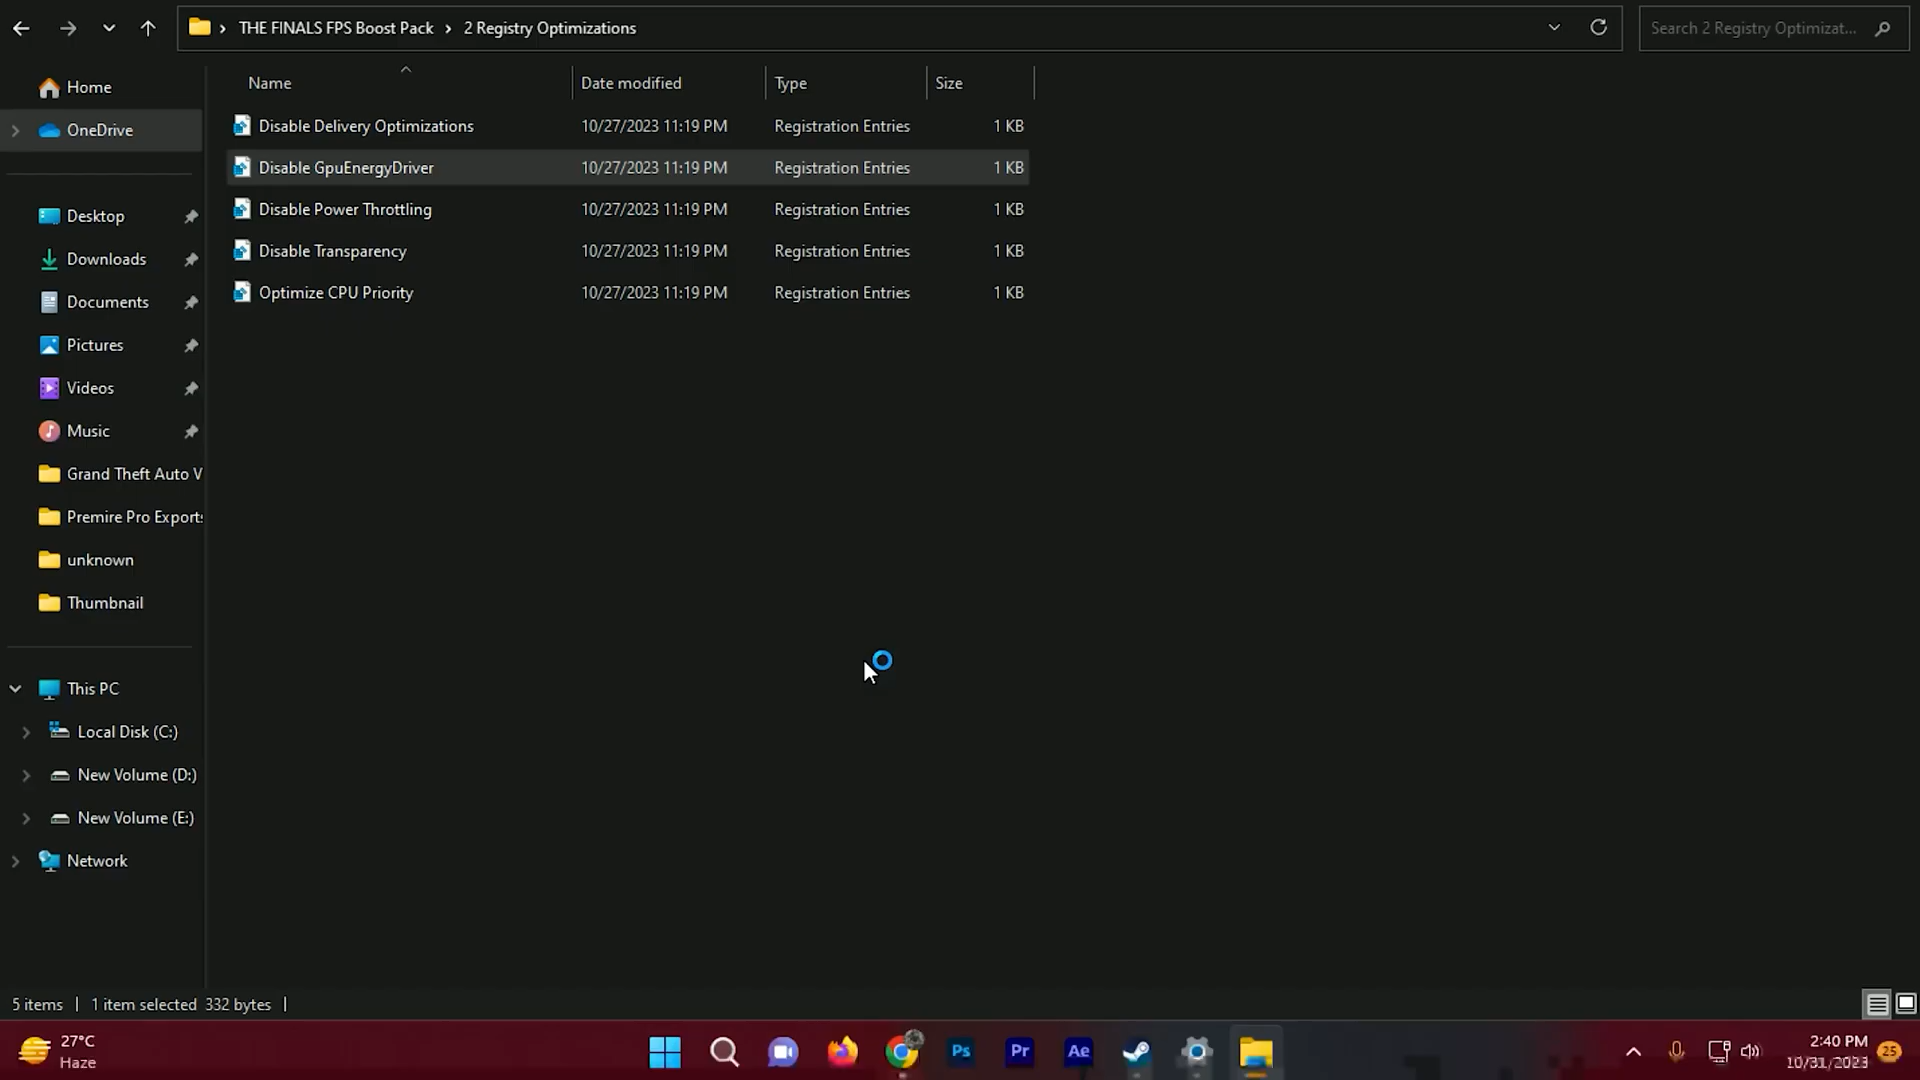 THE FINALS FPS Boost Pack 2 Registry Optimizations
Search 2 Registry Optimizat...
Name Date modified Type Size
Disable Delivery Optimizations 10/27/2023 11:19 PM Registration Entries 1 KB
Disable GpuEnergyDriver 10/27/2023 11:19 PM Registration Entries 1 KB
Disable Power Throttling 10/27/2023 11:19 PM Registration Entries 1 KB
Disable Transparency 10/27/2023 11:19 PM Registration Entries 1 KB
Optimize CPU Priority 10/27/2023 11:19 PM Registration Entries 1 KB
Home
OneDrive
Desktop
Downloads
Documents
Pictures
Videos
Music
Grand Theft Auto V
Premire Pro Exports
unknown
Thumbnail
This PC
Local Disk (C:)
New Volume (D:)
New Volume (E:)
Network
5 items 1 item selected 332 bytes
27°C
Haze
Ps
Pr
Ae
2:40 PM
10/31/2023
25